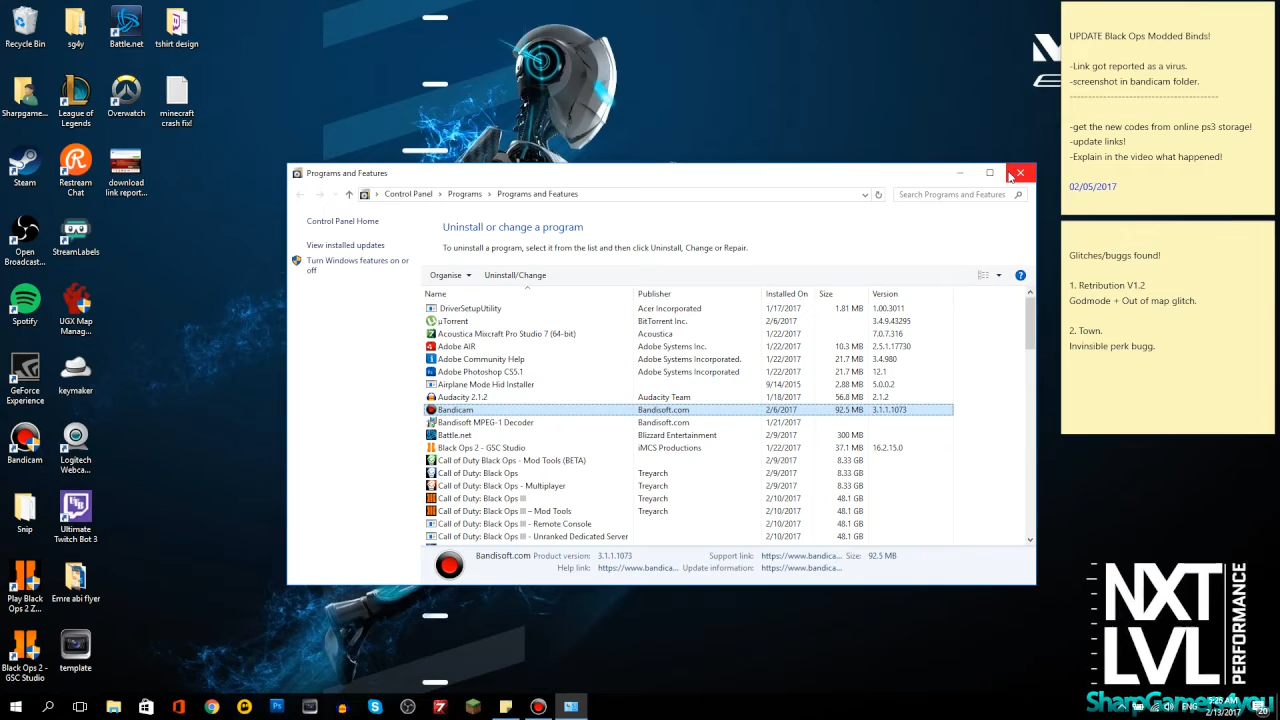 Recycle Bin
sg4y
Battle.net
tshirt design
Sharpgame...
League of Legends
Overwatch
minecraft crash fix!
Steam
Restream Chat
download link report...
OBS Broadcast...
StreamLabels
Spotify
UGX Map Manag...
GeForce Experience
keymaker
Bandicam
Logitech Webca...
Snip
Ultimate Twitch Bot 3
Play Black Ops 2 Z...
Emre abi flyer
Black Ops 2 - GSC Studio
template
Programs and Features
Control Panel > Programs > Programs and Features
Search Programs and Features
Control Panel Home
View installed updates
Turn Windows features on or
off
Uninstall or change a program
To uninstall a program, select it from the list and then click Uninstall, Change or Repair.
Organise Uninstall/Change
Name Publisher Installed On Size Version
DriverSetupUtility Acer Incorporated 1/17/2017 1.81 MB 1.00.3011
µTorrent BitTorrent Inc. 2/6/2017 3.4.9.43295
Acoustica Mixcraft Pro Studio 7 (64-bit) Acoustica 1/22/2017 7.0.7.316
Adobe AIR Adobe Systems Inc. 1/22/2017 10.3 MB 2.5.1.17730
Adobe Community Help Adobe Systems Incorporated. 1/22/2017 21.7 MB 3.4.980
Adobe Photoshop CS5.1 Adobe Systems Incorporated 1/22/2017 21.7 MB 12.1
Airplane Mode Hid Installer 9/14/2015 2.88 MB 5.0.0.2
Audacity 2.1.2 Audacity Team 1/18/2017 56.8 MB 2.1.2
Bandicam Bandisoft.com 2/6/2017 92.5 MB 3.1.1.1073
Bandisoft MPEG-1 Decoder Bandisoft.com 1/21/2017
Battle.net Blizzard Entertainment 2/9/2017 300 MB
Black Ops 2 - GSC Studio iMCS Productions 1/22/2017 37.1 MB 16.2.15.0
Call of Duty Black Ops - Mod Tools (BETA) 2/9/2017 8.33 GB
Call of Duty: Black Ops Treyarch 2/9/2017 8.33 GB
Call of Duty: Black Ops - Multiplayer Treyarch 2/9/2017 8.33 GB
Call of Duty: Black Ops III Treyarch 2/10/2017 48.1 GB
Call of Duty: Black Ops III – Mod Tools Treyarch 2/10/2017 48.1 GB
Call of Duty: Black Ops III - Remote Console 2/10/2017 48.1 GB
Call of Duty: Black Ops III - Unranked Dedicated Server 2/10/2017 48.1 GB
Bandisoft.com Product version: 3.1.1.1073 Support link: https://www.bandica... Size: 92.5 MB
Help link: https://www.bandica... Update information: https://www.bandica...
UPDATE Black Ops Modded Binds!
-Link got reported as a virus.
-screenshot in bandicam folder.
-----------------------------------------
-get the new codes from online ps3 storage!
-update links!
-Explain in the video what happened!
02/05/2017
Glitches/buggs found!
1. Retribution V1.2
Godmode + Out of map glitch.
2. Town.
Invinsible perk bugg.
NXT
LVL
PERFORMANCE
SharpGamers4you
ENG
2/13/2017
20